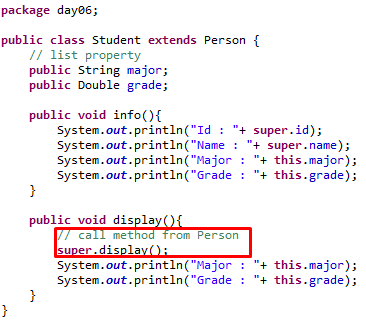 package day06;
public class Student extends Person {
// list property
public String major;
public Double grade;
public void info(){
System.out.println("Id : "+ super.id);
System.out.println("Name : "+ super.name);
System.out.println("Major : "+ this.major);
System.out.println("Grade : "+ this.grade);
}
public void display(){
// call method from Person
super.display();
System.out.println("Major : "+ this.major);
System.out.println("Grade : "+ this.grade);
}
}